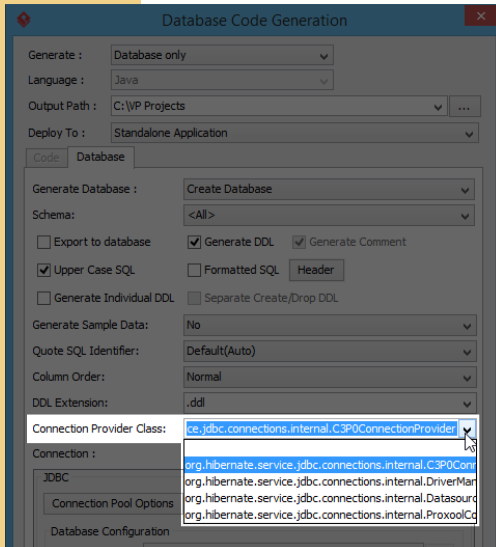 Database Code Generation
Generate : Database only
Language : Java
Output Path : C:\VP Projects ...
Deploy To : Standalone Application
Code Database
Generate Database : Create Database
Schema: <All>
Export to database Generate DDL Generate Comment
Upper Case SQL Formatted SQL Header
Generate Individual DDL Separate Create/Drop DDL
Generate Sample Data: No
Quote SQL Identifier: Default(Auto)
Column Order: Normal
DDL Extension: .ddl
Connection Provider Class: ce.jdbc.connections.internal.C3P0ConnectionProvider
Connection :
org.hibernate.service.jdbc.connections.internal.C3P0Conr
JDBC
org.hibernate.service.jdbc.connections.internal.DriverMar
Connection Pool Options
org.hibernate.service.jdbc.connections.internal.Datasourc
org.hibernate.service.jdbc.connections.internal.ProxoolCo
Database Configuration